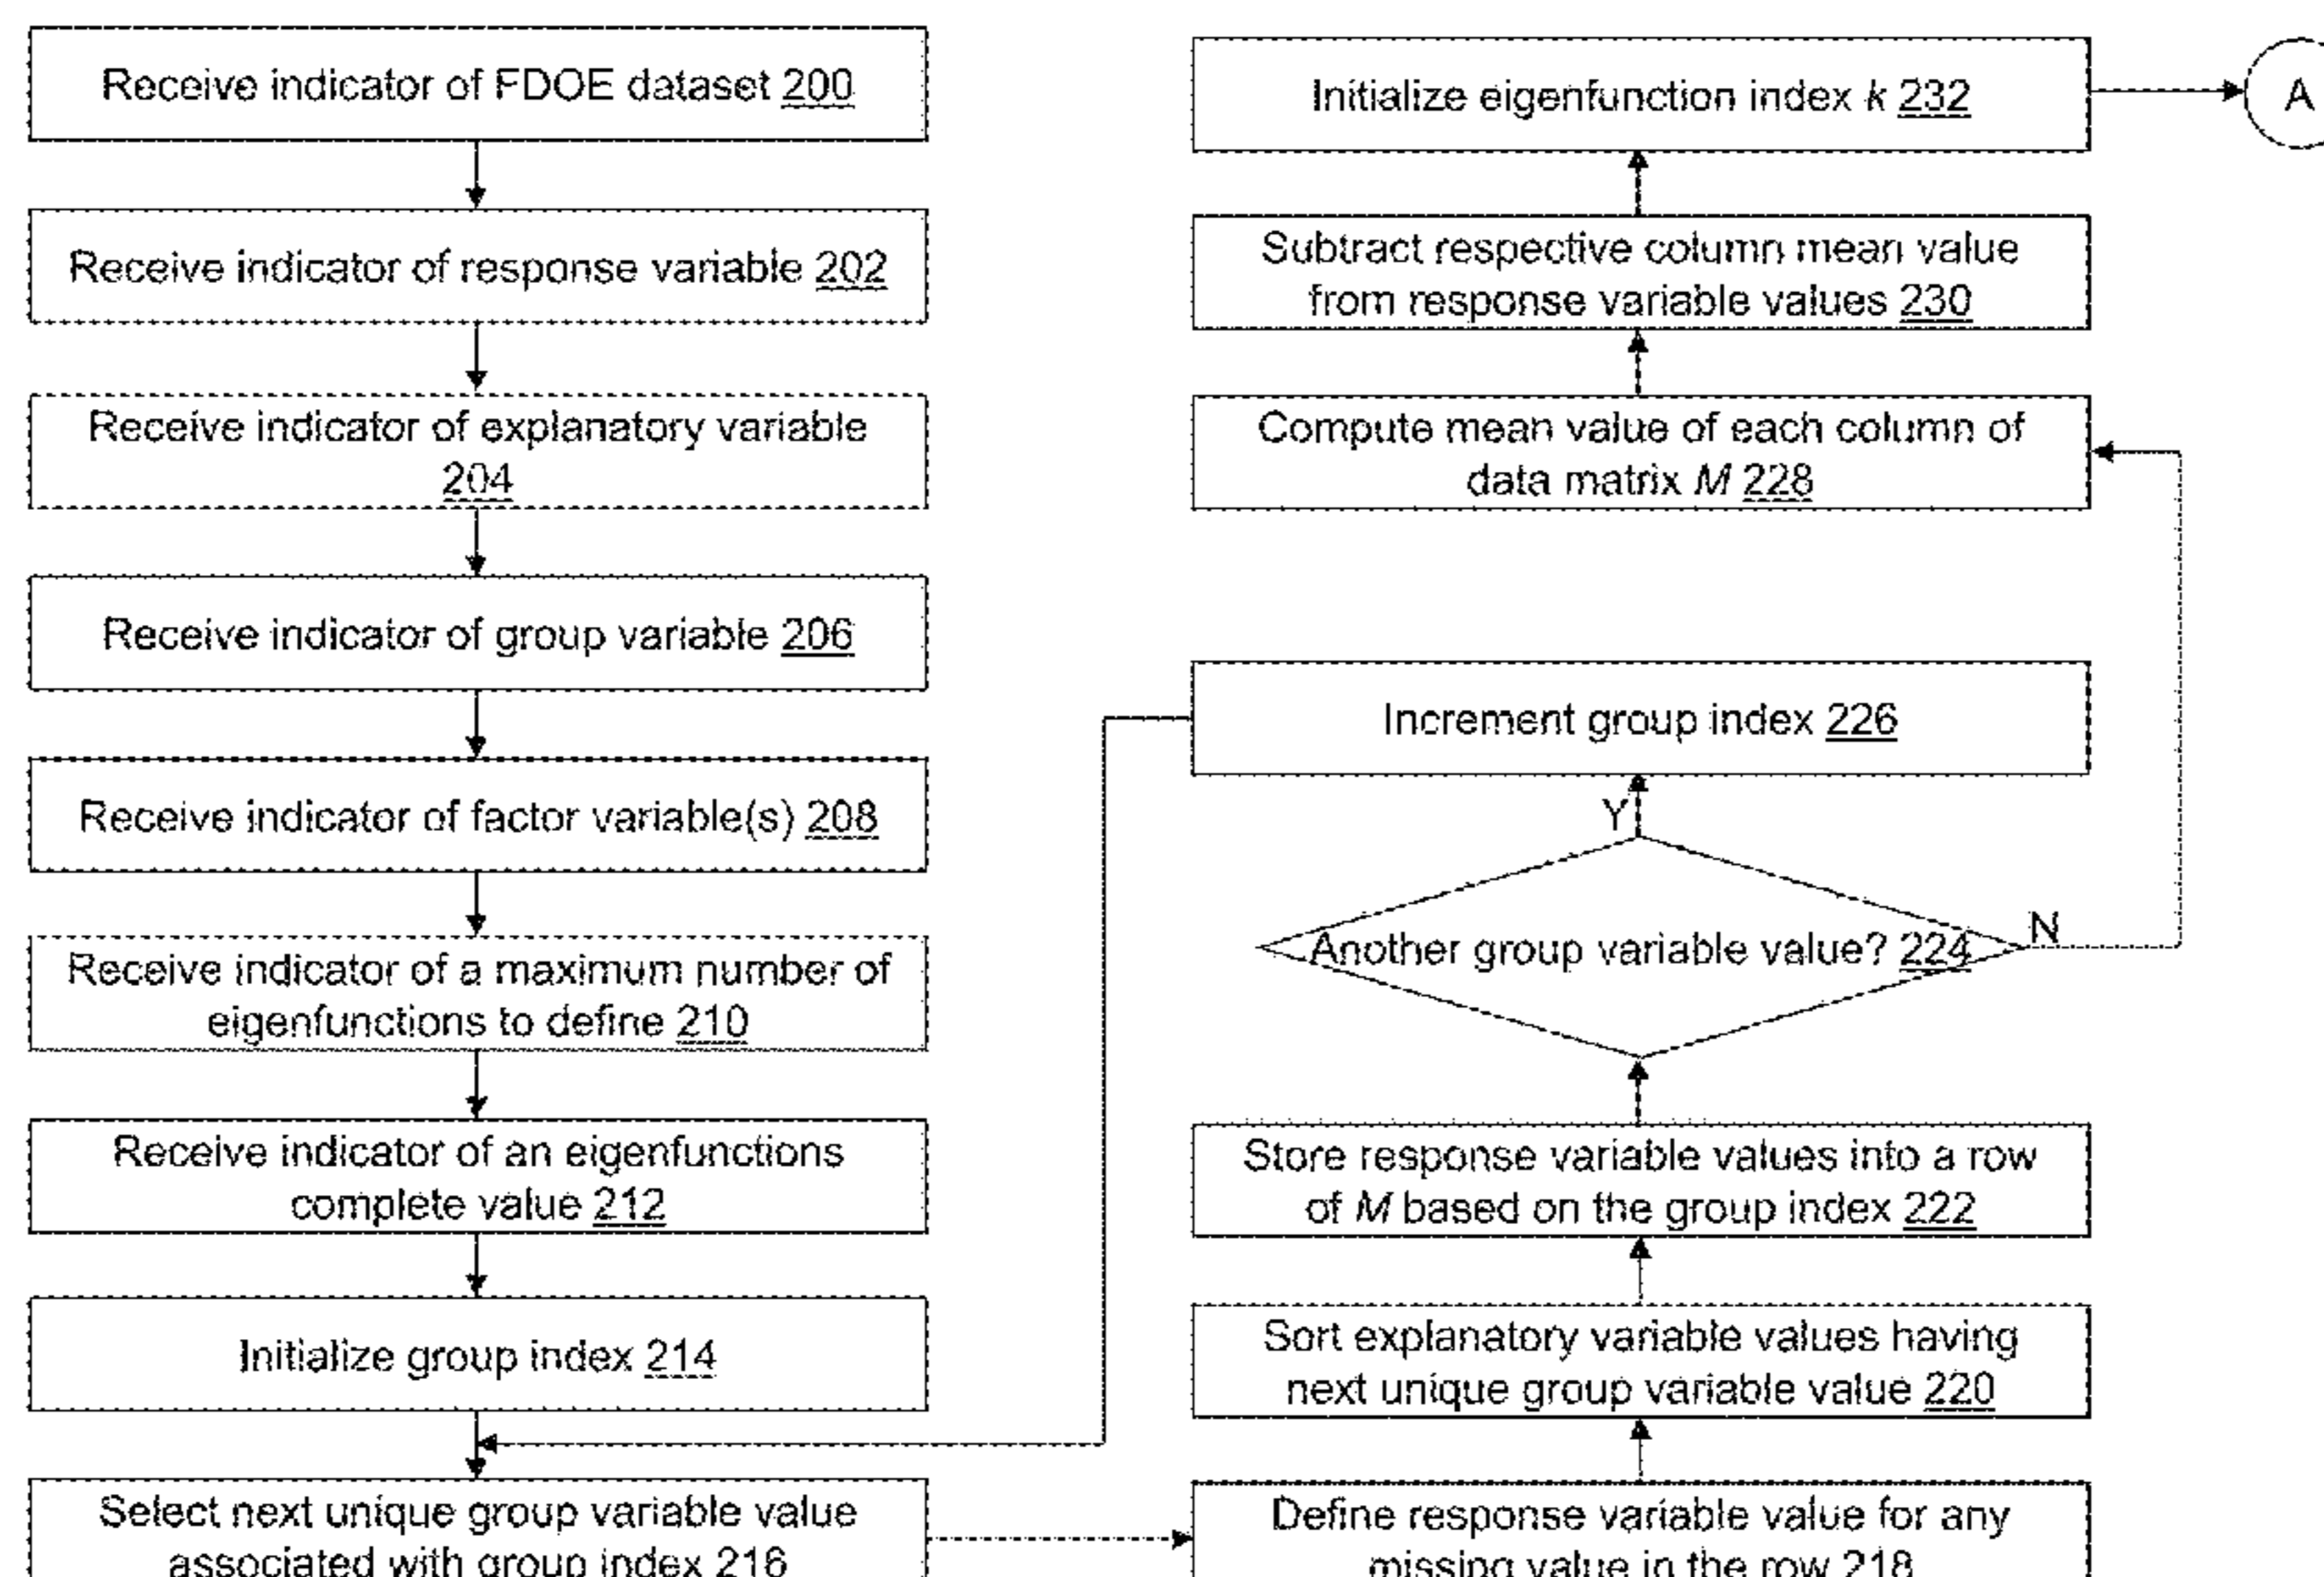 Receive indicator of FDOE dataset 200
Receive indicator of response variable 202
Receive indicator of explanatory variable
204
Receive indicator of group variable 206
Receive indicator of factor variable(s) 208
Receive indicator of a maximum number of
eigenfunctions to define 210
Receive indicator of an eigenfunctions
complete value 212
Initialize group index 214
Select next unique group variable value
associated with group index 216
Define response variable value for any
missing value in the row 218
Sort explanatory variable values having
next unique group variable value 220
Store response variable values into a row
of M based on the group index 222
Another group variable value? 224
Y
N
Increment group index 226
Compute mean value of each column of
data matrix M 228
Subtract respective column mean value
from response variable values 230
Initialize eigenfunction index k 232
A